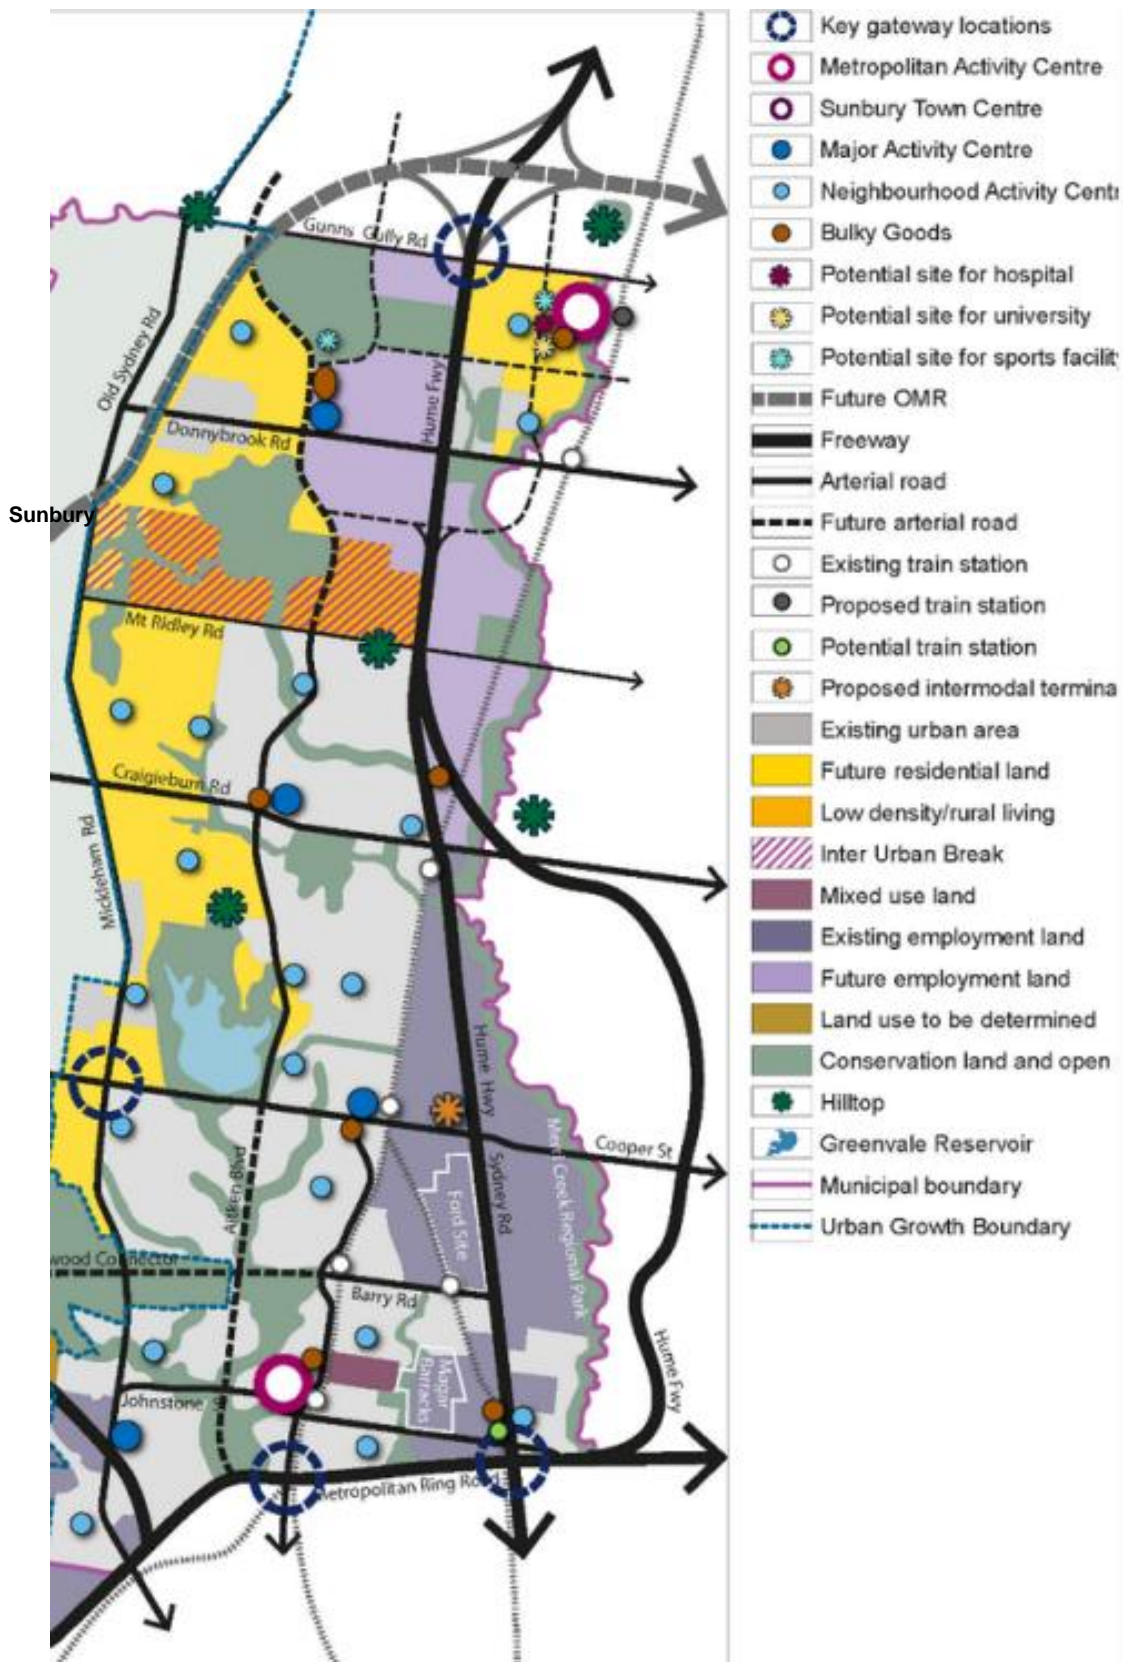 Key gateway locations
Metropolitan Activity Centre
Sunbury Town Centre
Major Activity Centre
Neighbourhood Activity Cent
Bulky Goods
Potential site for hospital
Potential site for university
Potential site for sports facilit
Future OMR
Freeway
Arterial road
Future arterial road
Existing train station
Proposed train station
Potential train station
Proposed intermodal termina
Existing urban area
Future residential land
Low density/rural living
Inter Urban Break
Mixed use land
Existing employment land
Future employment land
Land use to be determined
Conservation land and open
Hilltop
Greenvale Reservoir
Municipal boundary
Urban Growth Boundary
Gunns Gully Rd
Old Sydney Rd
Hume Fwy
Donnybrook Rd
Sunbury
Mt Ridley Rd
Craigieburn Rd
Mickleham Rd
Hume Hwy
Cooper St
Merri Creek Regional Park
Sydney Rd
Ford Site
Aitken Blvd
wood Connector
Barry Rd
Hume Fwy
Maygar
Barracks
Johnstone
etropolitan Ring Road